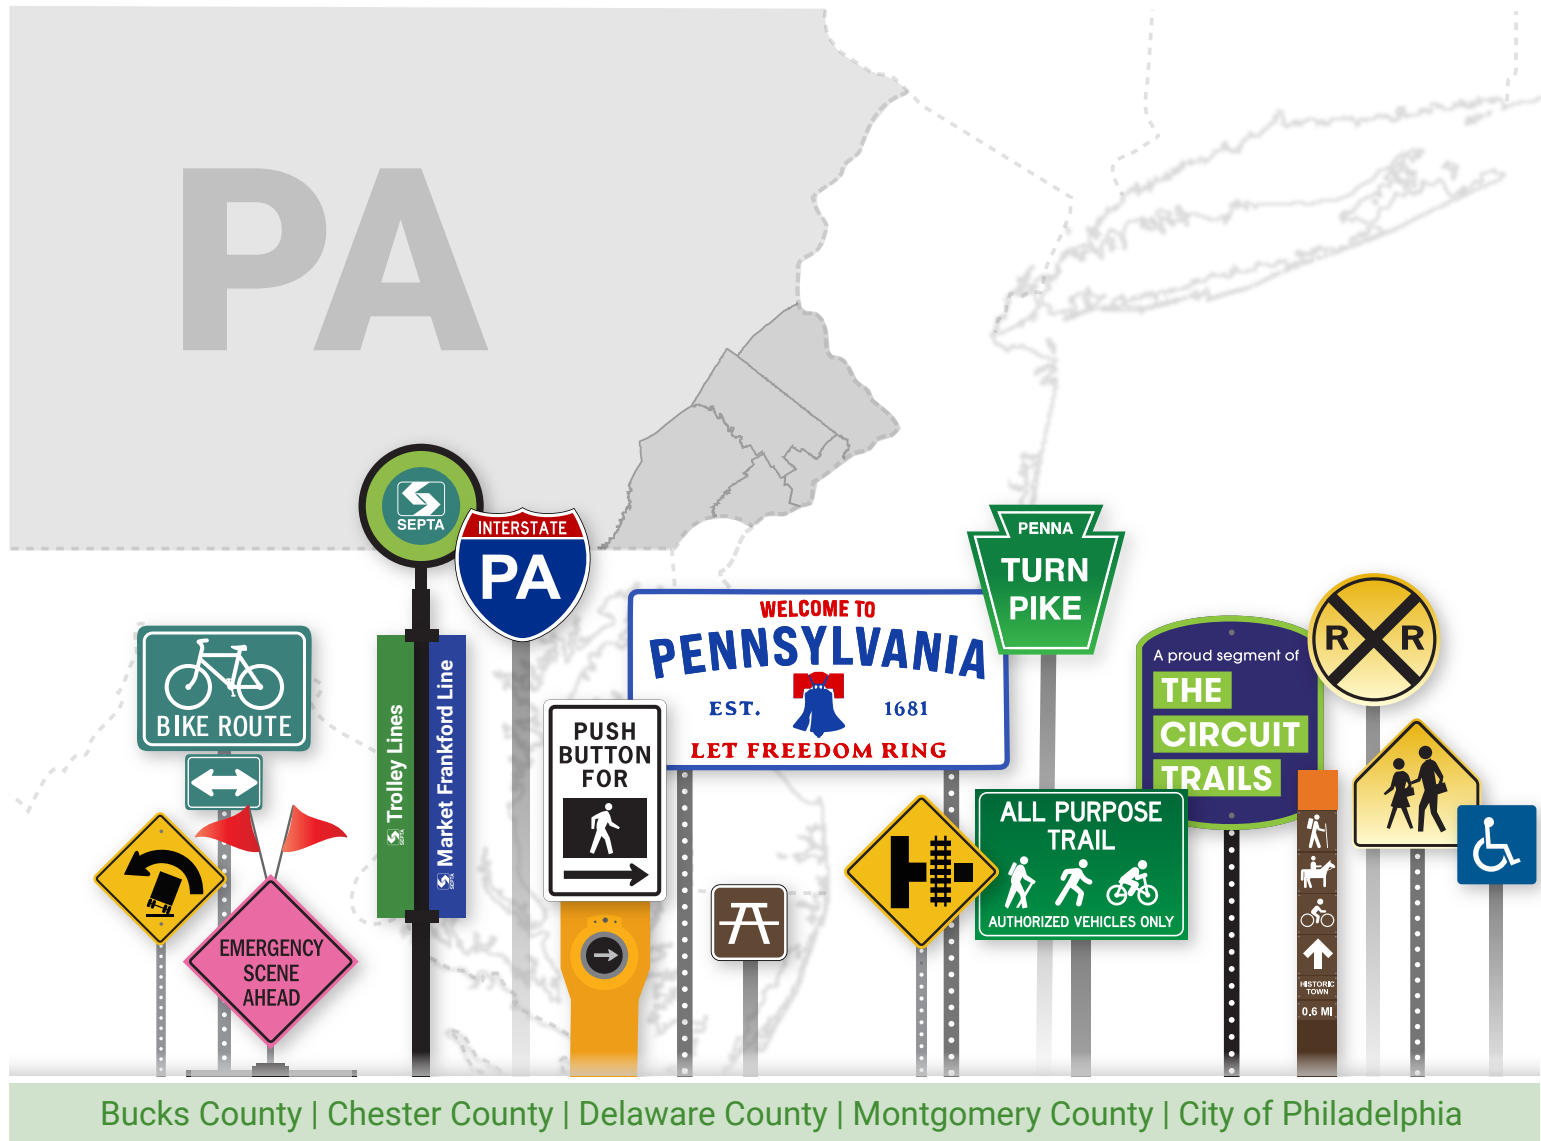 PA
SEPTA
INTERSTATE
PA
PENNA
TURN
PIKE
WELCOME TO
PENNSYLVANIA
EST. 1681
LET FREEDOM RING
BIKE ROUTE
SEPTA Trolley Lines
SEPTA Market Frankford Line
PUSH
BUTTON
FOR
A proud segment of
THE
CIRCUIT
TRAILS
R R
ALL PURPOSE
TRAIL
AUTHORIZED VEHICLES ONLY
EMERGENCY
SCENE
AHEAD
HISTORIC
TOWN
0.6 MI
Bucks County | Chester County | Delaware County | Montgomery County | City of Philadelphia